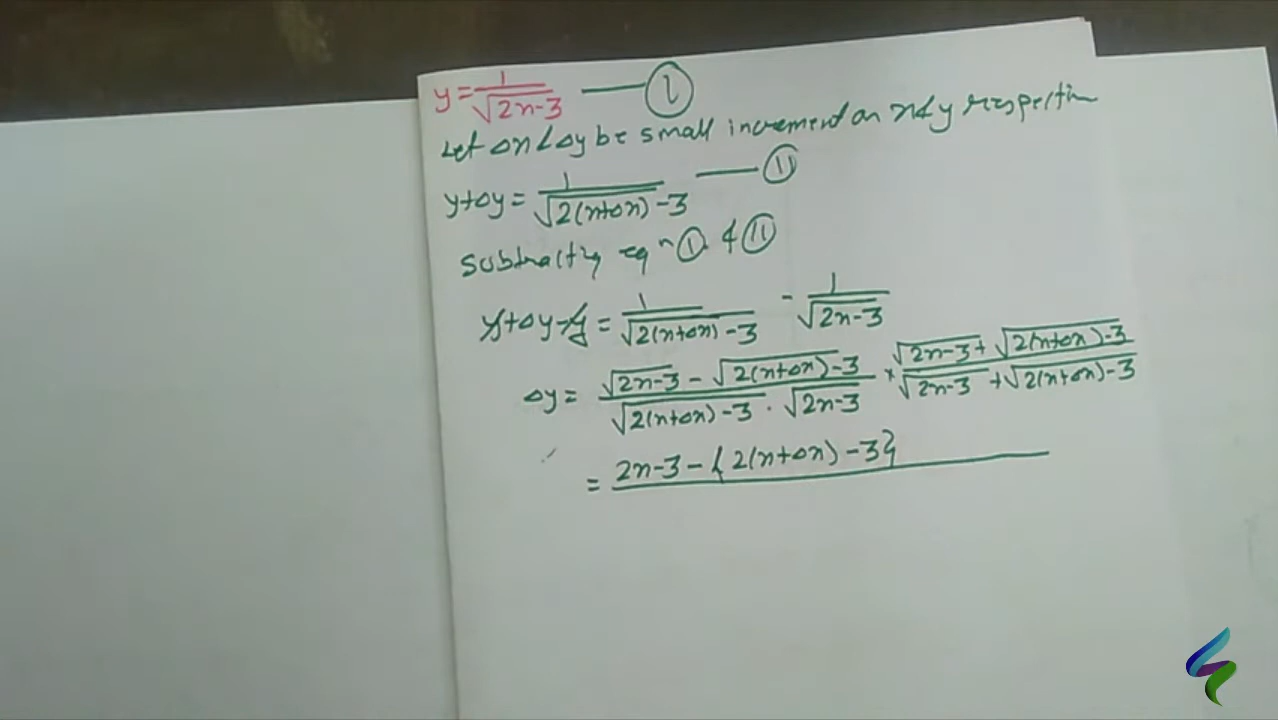 y = 1/√2x-3 —— I
Let Δx & Δy be small increment on x & y respective
y+Δy = 1/√2(x+Δx)-3 —— II
Subtracting eqⁿ I & II
y+Δy-y = 1/√2(x+Δx)-3 - 1/√2x-3
Δy = √2x-3 - √2(x+Δx)-3 / √2(x+Δx)-3 · √2x-3 × √2x-3 + √2(x+Δx)-3 / √2x-3 + √2(x+Δx)-3
= 2x-3-{2(x+Δx)-3}